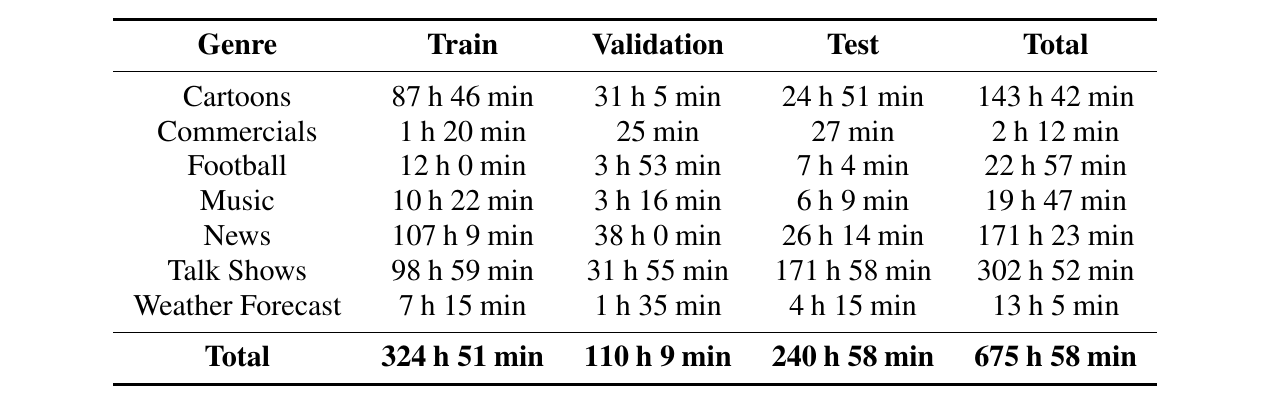 Genre Train Validation Test Total
Cartoons 87 h 46 min 31 h 5 min 24 h 51 min 143 h 42 min
Commercials 1 h 20 min 25 min 27 min 2 h 12 min
Football 12 h 0 min 3 h 53 min 7 h 4 min 22 h 57 min
Music 10 h 22 min 3 h 16 min 6 h 9 min 19 h 47 min
News 107 h 9 min 38 h 0 min 26 h 14 min 171 h 23 min
Talk Shows 98 h 59 min 31 h 55 min 171 h 58 min 302 h 52 min
Weather Forecast 7 h 15 min 1 h 35 min 4 h 15 min 13 h 5 min
Total 324 h 51 min 110 h 9 min 240 h 58 min 675 h 58 min